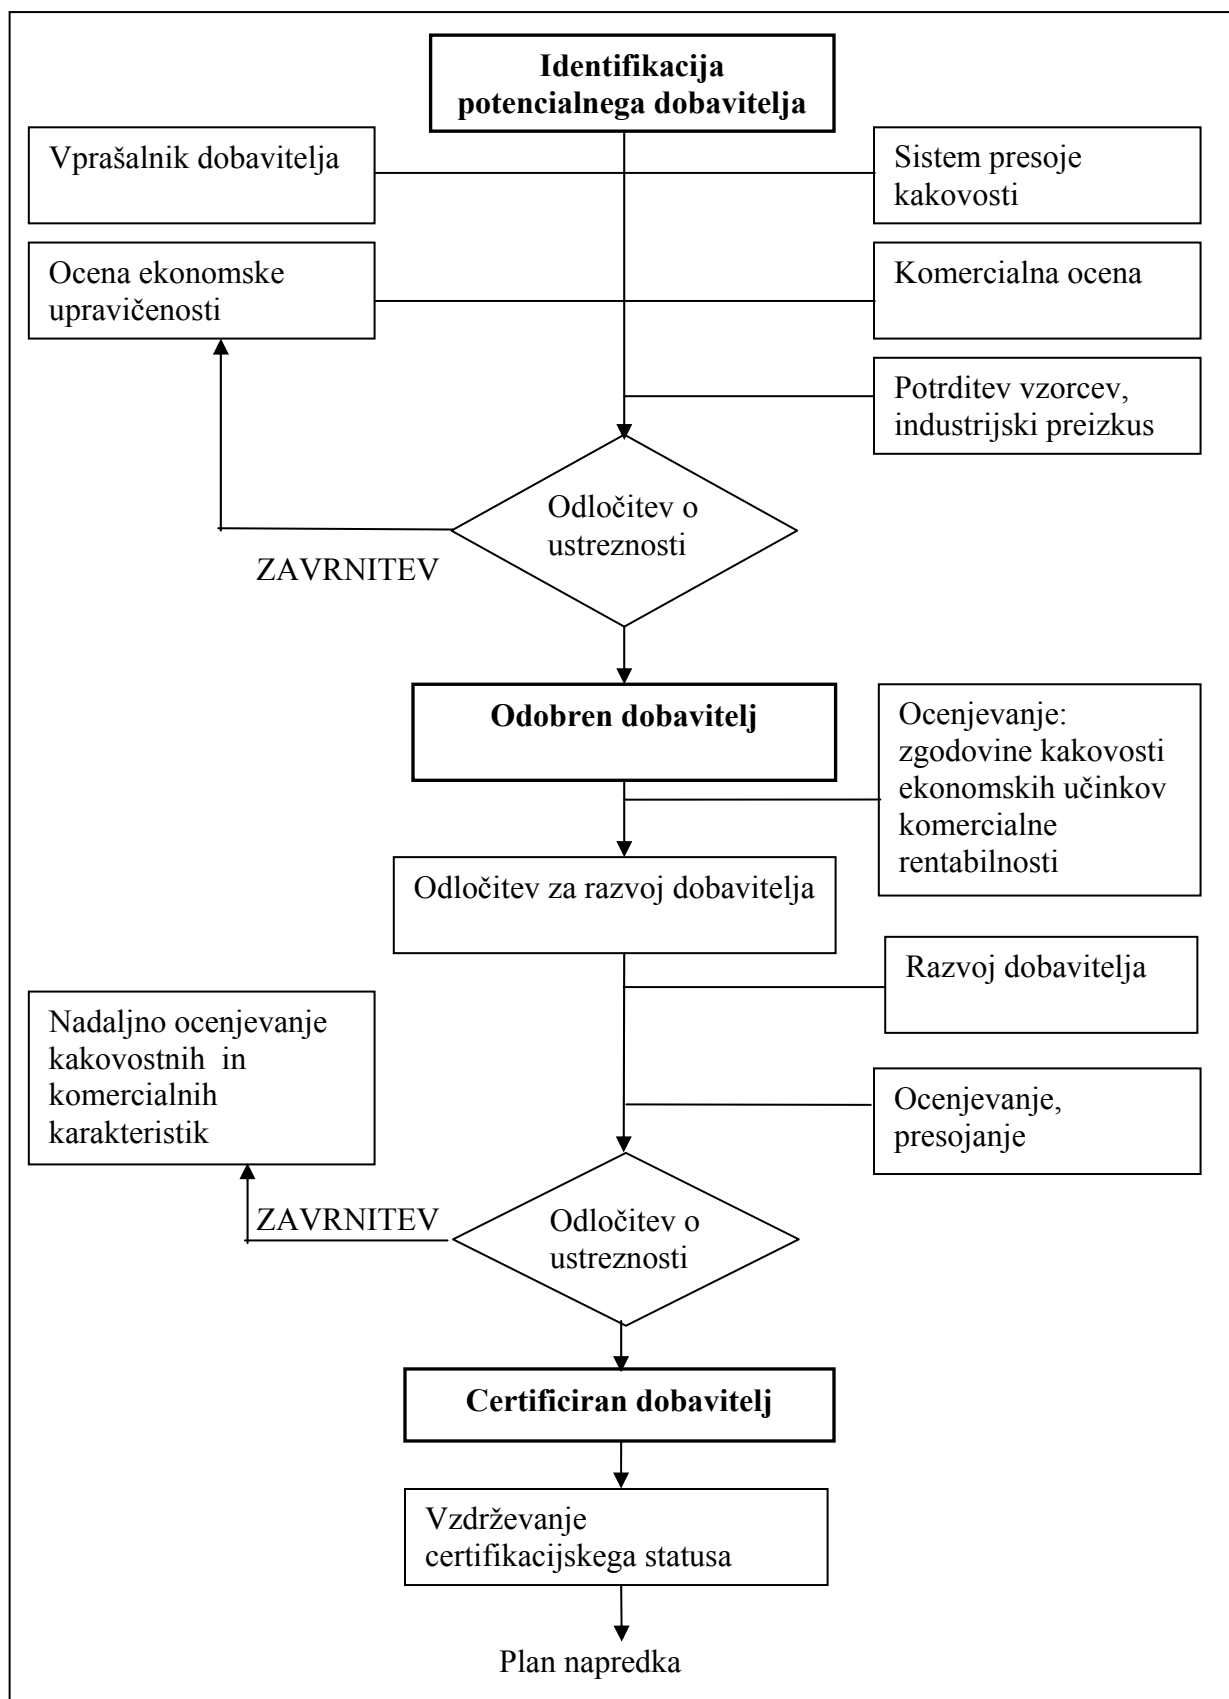 Identifikacija
potencialnega dobavitelja
Vprašalnik dobavitelja
Sistem presoje
kakovosti
Ocena ekonomske
upravičenosti
Komercialna ocena
Potrditev vzorcev,
industrijski preizkus
Odločitev o
ustreznosti
ZAVRNITEV
Odobren dobavitelj
Ocenjevanje:
zgodovine kakovosti
ekonomskih učinkov
komercialne
rentabilnosti
Odločitev za razvoj dobavitelja
Razvoj dobavitelja
Nadaljno ocenjevanje
kakovostnih in
komercialnih
karakteristik
Ocenjevanje,
presojanje
ZAVRNITEV
Odločitev o
ustreznosti
Certificiran dobavitelj
Vzdrževanje
certifikacijskega statusa
Plan napredka